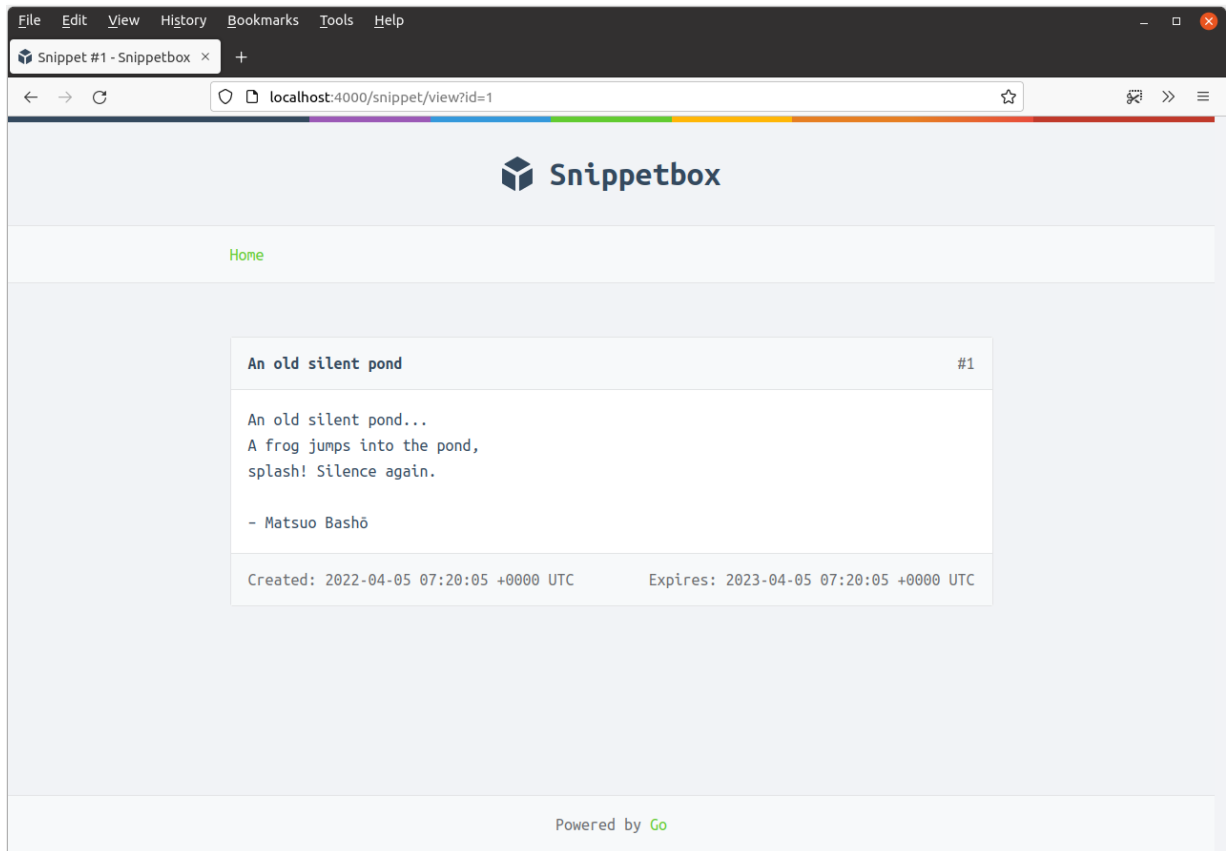 File Edit View History Bookmarks Tools Help
Snippet #1 - Snippetbox
localhost:4000/snippet/view?id=1
Snippetbox
Home
An old silent pond #1
An old silent pond...
A frog jumps into the pond,
splash! Silence again.
– Matsuo Bashō
Created: 2022-04-05 07:20:05 +0000 UTC Expires: 2023-04-05 07:20:05 +0000 UTC
Powered by Go